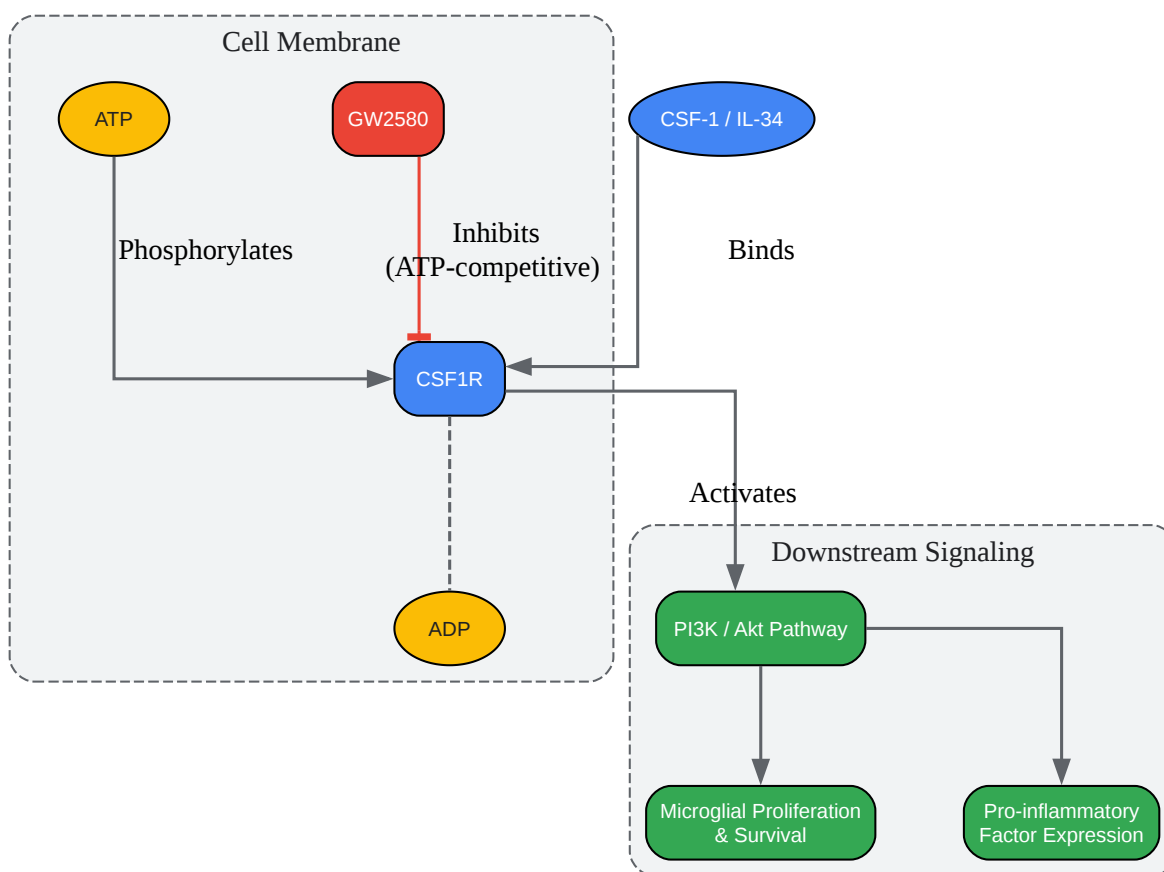 Cell Membrane
ATP
GW2580
CSF-1 / IL-34
Phosphorylates
Inhibits
(ATP-competitive)
Binds
CSF1R
Activates
Downstream Signaling
ADP
PI3K / Akt Pathway
Microglial Proliferation
& Survival
Pro-inflammatory
Factor Expression